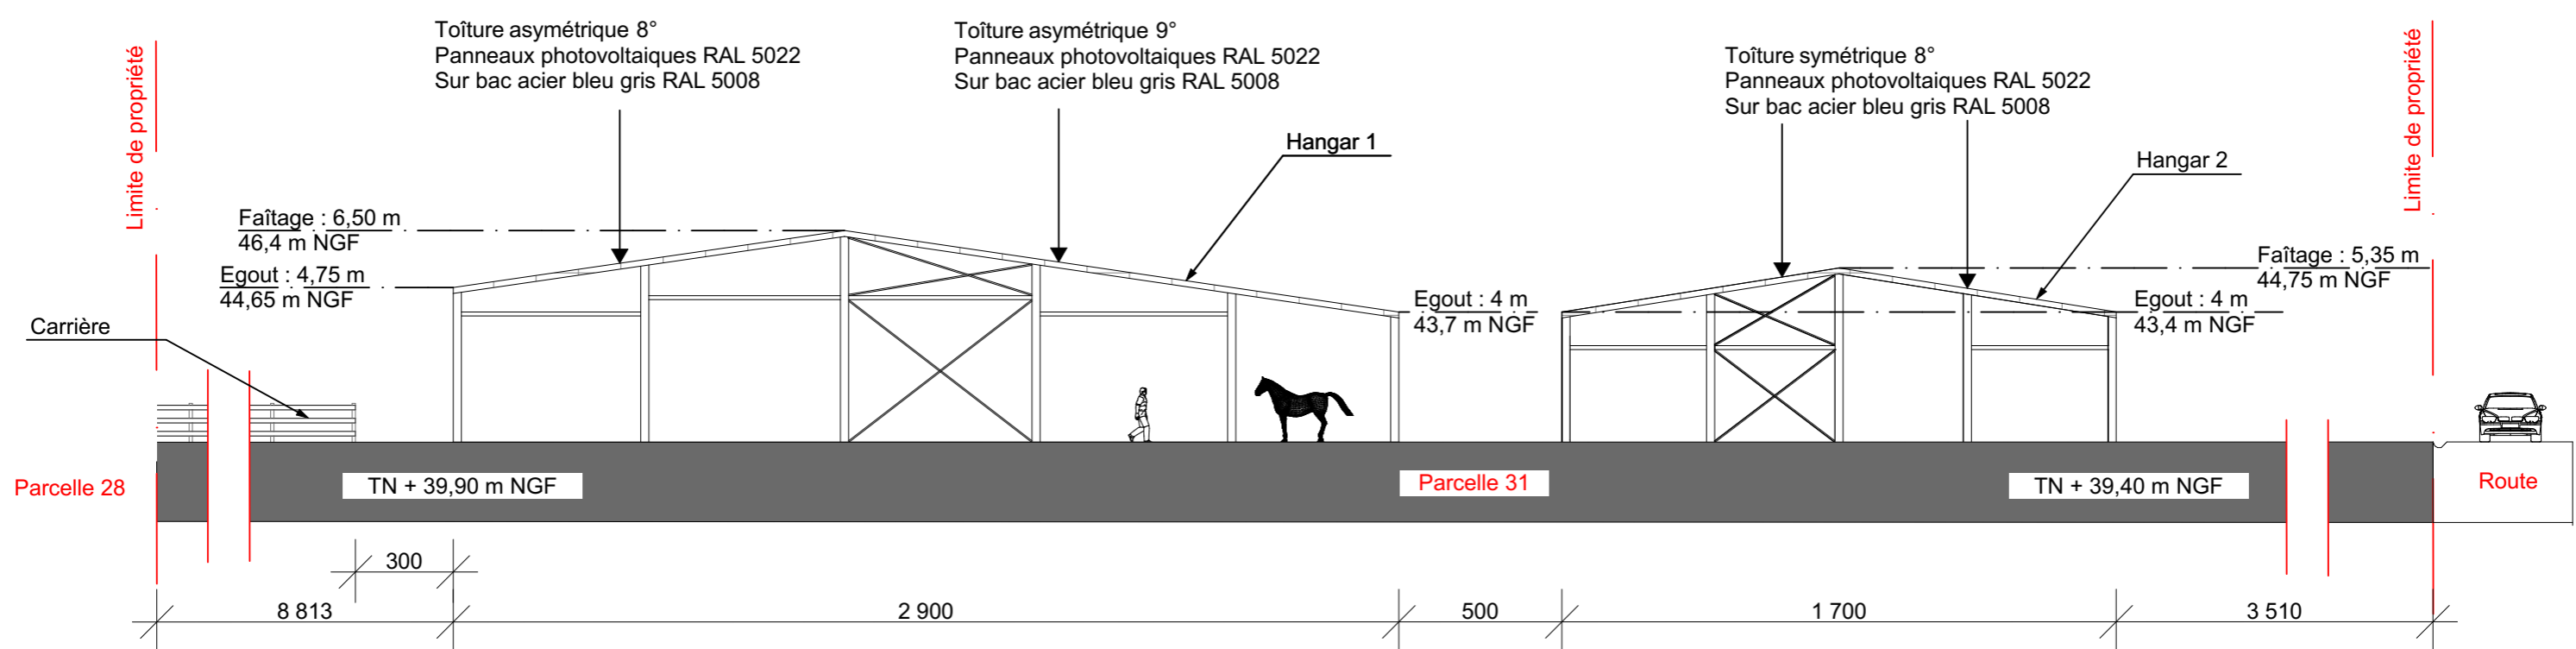 Toîture asymétrique 8°
Panneaux photovoltaiques RAL 5022
Sur bac acier bleu gris RAL 5008
Toîture asymétrique 9°
Panneaux photovoltaiques RAL 5022
Sur bac acier bleu gris RAL 5008
Toîture symétrique 8°
Panneaux photovoltaiques RAL 5022
Sur bac acier bleu gris RAL 5008
Limite de propriété
Limite de propriété
Hangar 1
Hangar 2
Faîtage : 6,50 m
46,4 m NGF
Egout : 4,75 m
44,65 m NGF
Faîtage : 5,35 m
44,75 m NGF
Egout : 4 m
43,7 m NGF
Egout : 4 m
43,4 m NGF
Carrière
Parcelle 28
TN + 39,90 m NGF
Parcelle 31
TN + 39,40 m NGF
Route
300
8 813
2 900
500
1 700
3 510